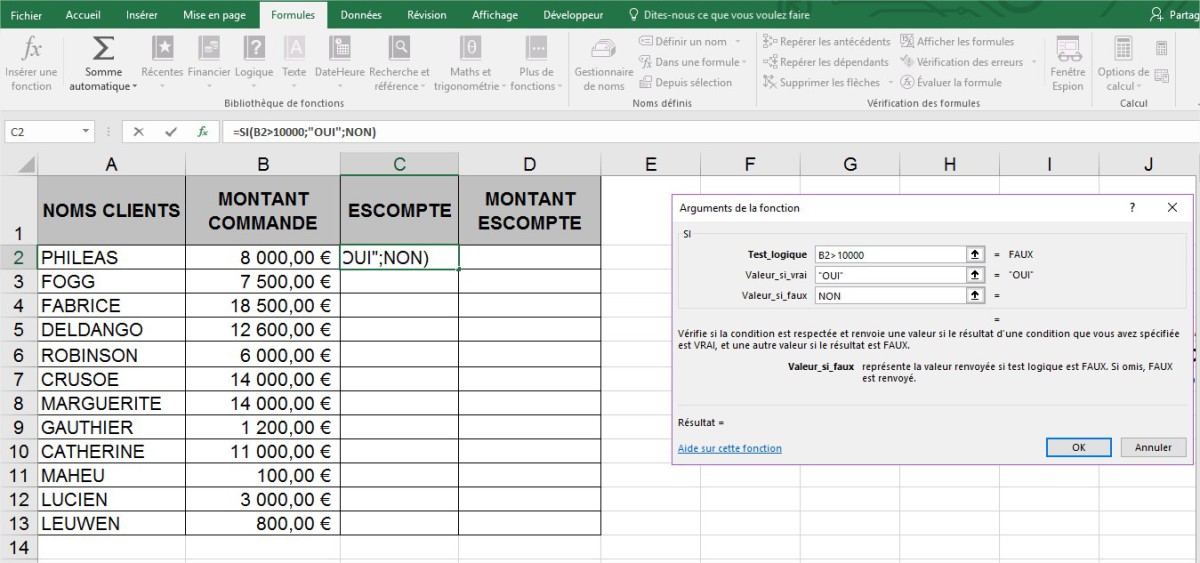 Fichier Accueil Insérer Mise en page Formules Données Révision Affichage Développeur Dites-nous ce que vous voulez faire Partag
fx Insérer une fonction
Σ Somme automatique
Récentes
Financier
Logique
Texte
DateHeure
Recherche et référence
Maths et trigonométrie
Plus de fonctions
Bibliothèque de fonctions
Gestionnaire de noms
Définir un nom
Dans une formule
Depuis sélection
Noms définis
Repérer les antécédents
Repérer les dépendants
Supprimer les flèches
Afficher les formules
Vérification des erreurs
Évaluer la formule
Vérification des formules
Fenêtre Espion
Options de calcul
Calcul
C2 fx =SI(B2>10000;"OUI";NON)
A B C D E F G H I J
1 NOMS CLIENTS MONTANT COMMANDE ESCOMPTE MONTANT ESCOMPTE
2 PHILEAS 8 000,00 € OUI";NON)
3 FOGG 7 500,00 €
4 FABRICE 18 500,00 €
5 DELDANGO 12 600,00 €
6 ROBINSON 6 000,00 €
7 CRUSOE 14 000,00 €
8 MARGUERITE 14 000,00 €
9 GAUTHIER 1 200,00 €
10 CATHERINE 11 000,00 €
11 MAHEU 100,00 €
12 LUCIEN 3 000,00 €
13 LEUWEN 800,00 €
14
Arguments de la fonction ?
SI
Test_logique B2>10000 = FAUX
Valeur_si_vrai "OUI" = "OUI"
Valeur_si_faux NON =
=
Vérifie si la condition est respectée et renvoie une valeur si le résultat d'une condition que vous avez spécifiée
est VRAI, et une autre valeur si le résultat est FAUX.
Valeur_si_faux représente la valeur renvoyée si test logique est FAUX. Si omis, FAUX
est renvoyé.
Résultat =
Aide sur cette fonction OK Annuler